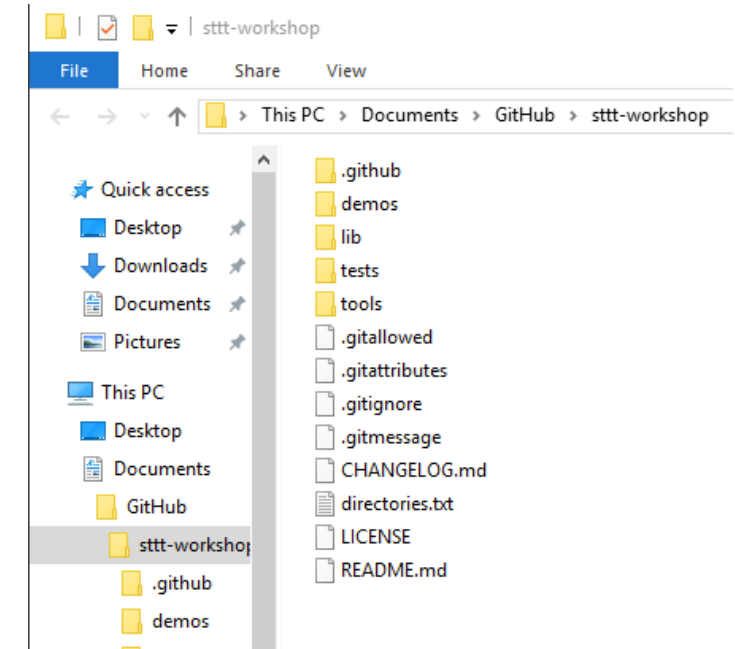 sttt-workshop
File Home Share View
This PC > Documents > GitHub > sttt-workshop
Quick access
Desktop
Downloads
Documents
Pictures
This PC
Desktop
Documents
GitHub
sttt-workshop
.github
demos
.github
demos
lib
tests
tools
.gitallowed
.gitattributes
.gitignore
.gitmessage
CHANGELOG.md
directories.txt
LICENSE
README.md